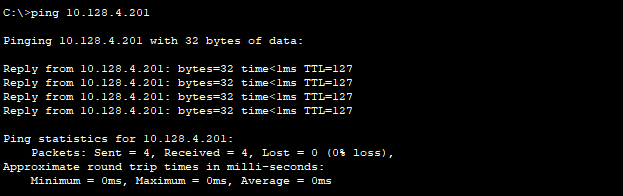 C:\>ping 10.128.4.201
Pinging 10.128.4.201 with 32 bytes of data:
Reply from 10.128.4.201: bytes=32 time<1ms TTL=127
Reply from 10.128.4.201: bytes=32 time<1ms TTL=127
Reply from 10.128.4.201: bytes=32 time<1ms TTL=127
Reply from 10.128.4.201: bytes=32 time<1ms TTL=127
Ping statistics for 10.128.4.201:
    Packets: Sent = 4, Received = 4, Lost = 0 (0% loss),
Approximate round trip times in milli-seconds:
    Minimum = 0ms, Maximum = 0ms, Average = 0ms